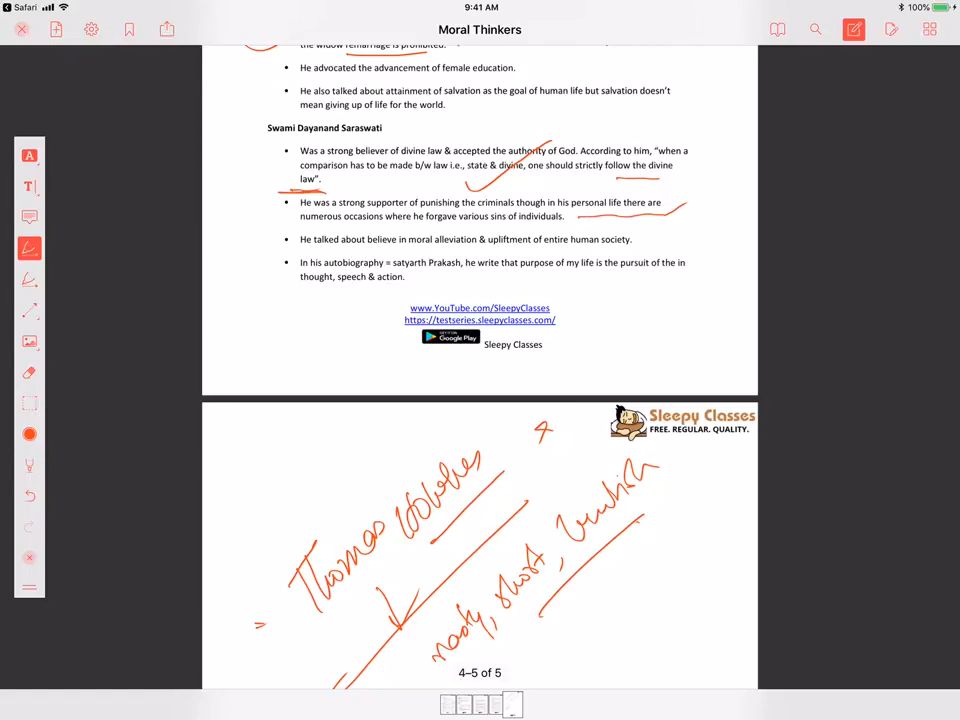 Safari
9:41 AM
100%
Moral Thinkers
the widow remarriage is prohibited.
• He advocated the advancement of female education.
• He also talked about attainment of salvation as the goal of human life but salvation doesn't
mean giving up of life for the world.
Swami Dayanand Saraswati
• Was a strong believer of divine law & accepted the authority of God. According to him, "when a
comparison has to be made b/w law i.e., state & divine, one should strictly follow the divine
law".
• He was a strong supporter of punishing the criminals though in his personal life there are
numerous occasions where he forgave various sins of individuals.
• He talked about believe in moral alleviation & upliftment of entire human society.
• In his autobiography = satyarth Prakash, he write that purpose of my life is the pursuit of the in
thought, speech & action.
www.YouTube.com/SleepyClasses
https://testseries.sleepyclasses.com/
GET IT ON
Google Play
Sleepy Classes
Sleepy Classes
FREE. REGULAR. QUALITY.
Thomas Hobbes
short,
=
4–5 of 5